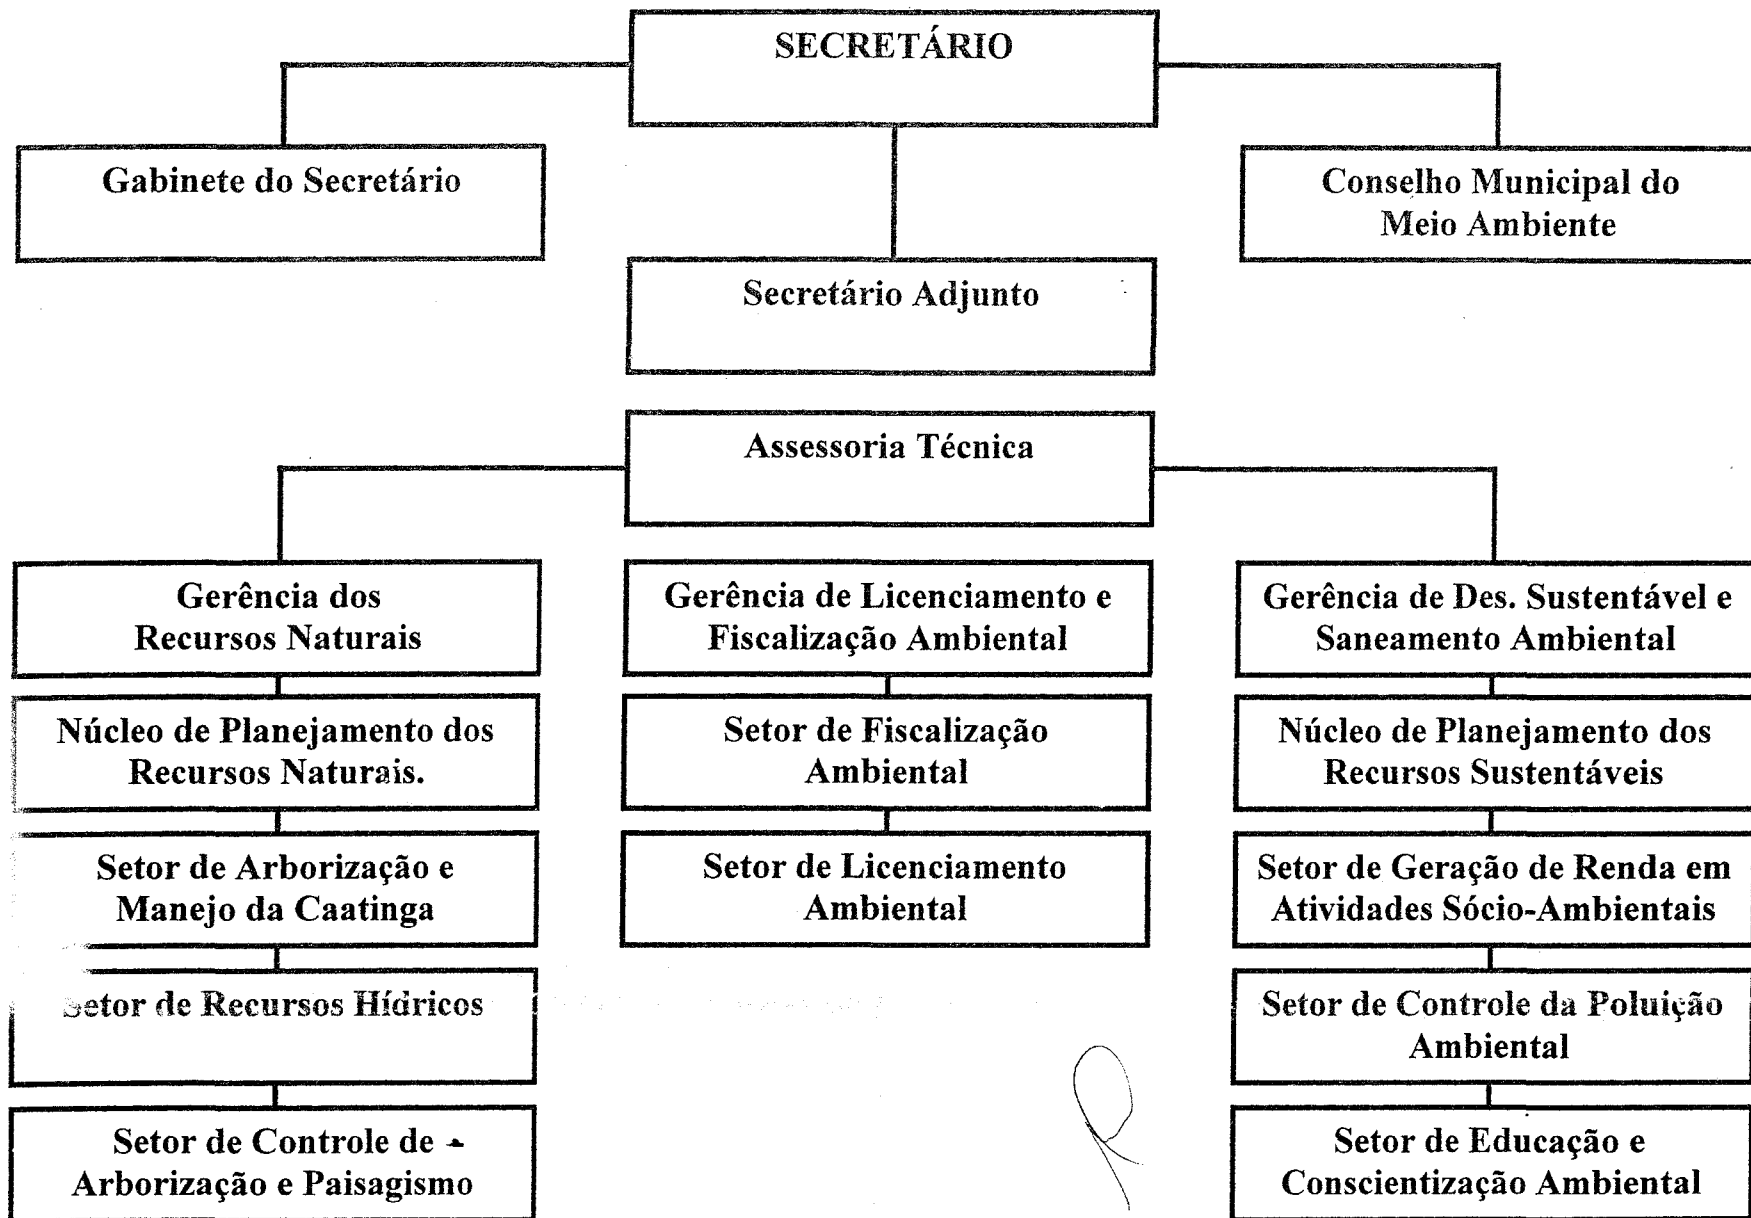 SECRETÁRIO
Gabinete do Secretário
Conselho Municipal do
Meio Ambiente
Secretário Adjunto
Assessoria Técnica
Gerência dos
Recursos Naturais
Gerência de Licenciamento e
Fiscalização Ambiental
Gerência de Des. Sustentável e
Saneamento Ambiental
Núcleo de Planejamento dos
Recursos Naturais.
Setor de Fiscalização
Ambiental
Núcleo de Planejamento dos
Recursos Sustentáveis
Setor de Arborização e
Manejo da Caatinga
Setor de Licenciamento
Ambiental
Setor de Geração de Renda em
Atividades Sócio-Ambientais
Setor de Recursos Hídricos
Setor de Controle da Poluição
Ambiental
Setor de Controle de
Arborização e Paisagismo
Setor de Educação e
Conscientização Ambiental